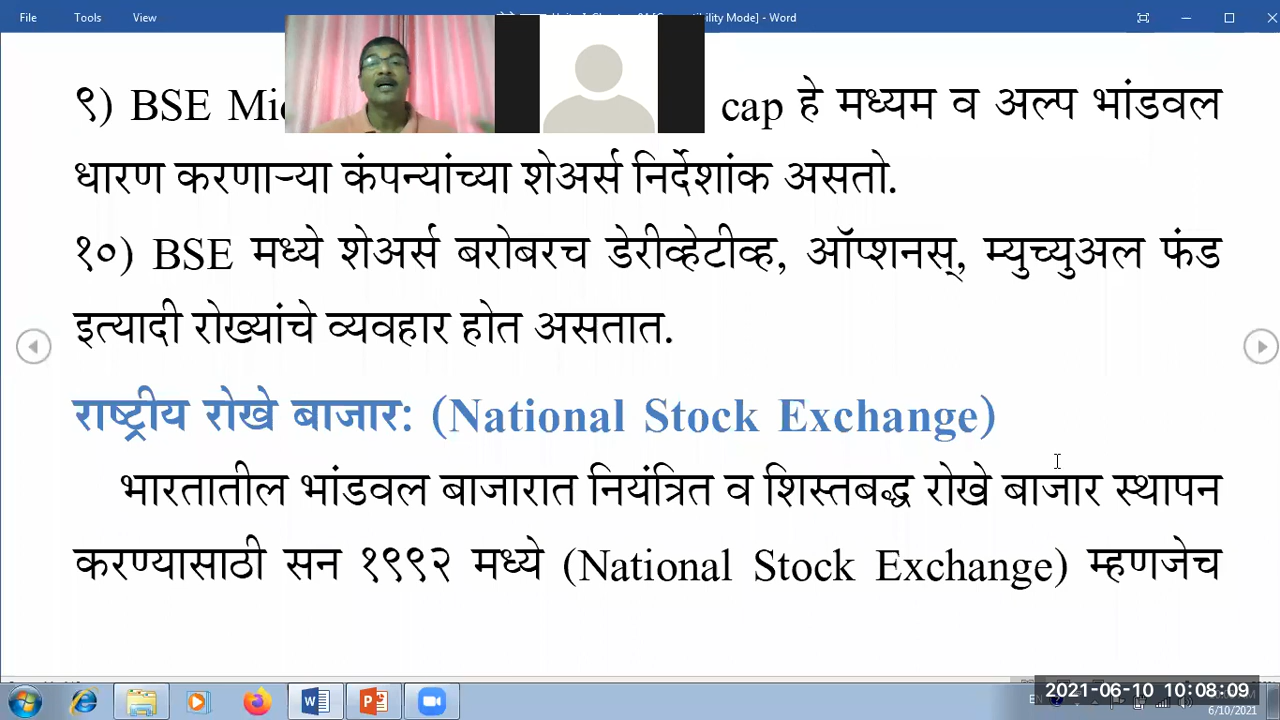 File Tools View Mode] - Word
९) BSE cap हे मध्यम व अल्प भांडवल
धारण करणाऱ्या कंपन्यांच्या शेअर्स निर्देशांक असतो.
१०) BSE मध्ये शेअर्स बरोबरच डेरीव्हेटीव्ह, ऑप्शनस्, म्युच्युअल फंड
इत्यादी रोख्यांचे व्यवहार होत असतात.
राष्ट्रीय रोखे बाजार: (National Stock Exchange)
भारतातील भांडवल बाजारात नियंत्रित व शिस्तबद्ध रोखे बाजार स्थापन
करण्यासाठी सन १९९२ मध्ये (National Stock Exchange) म्हणजेच
2021-06-10 10:08:09
6/10/2021